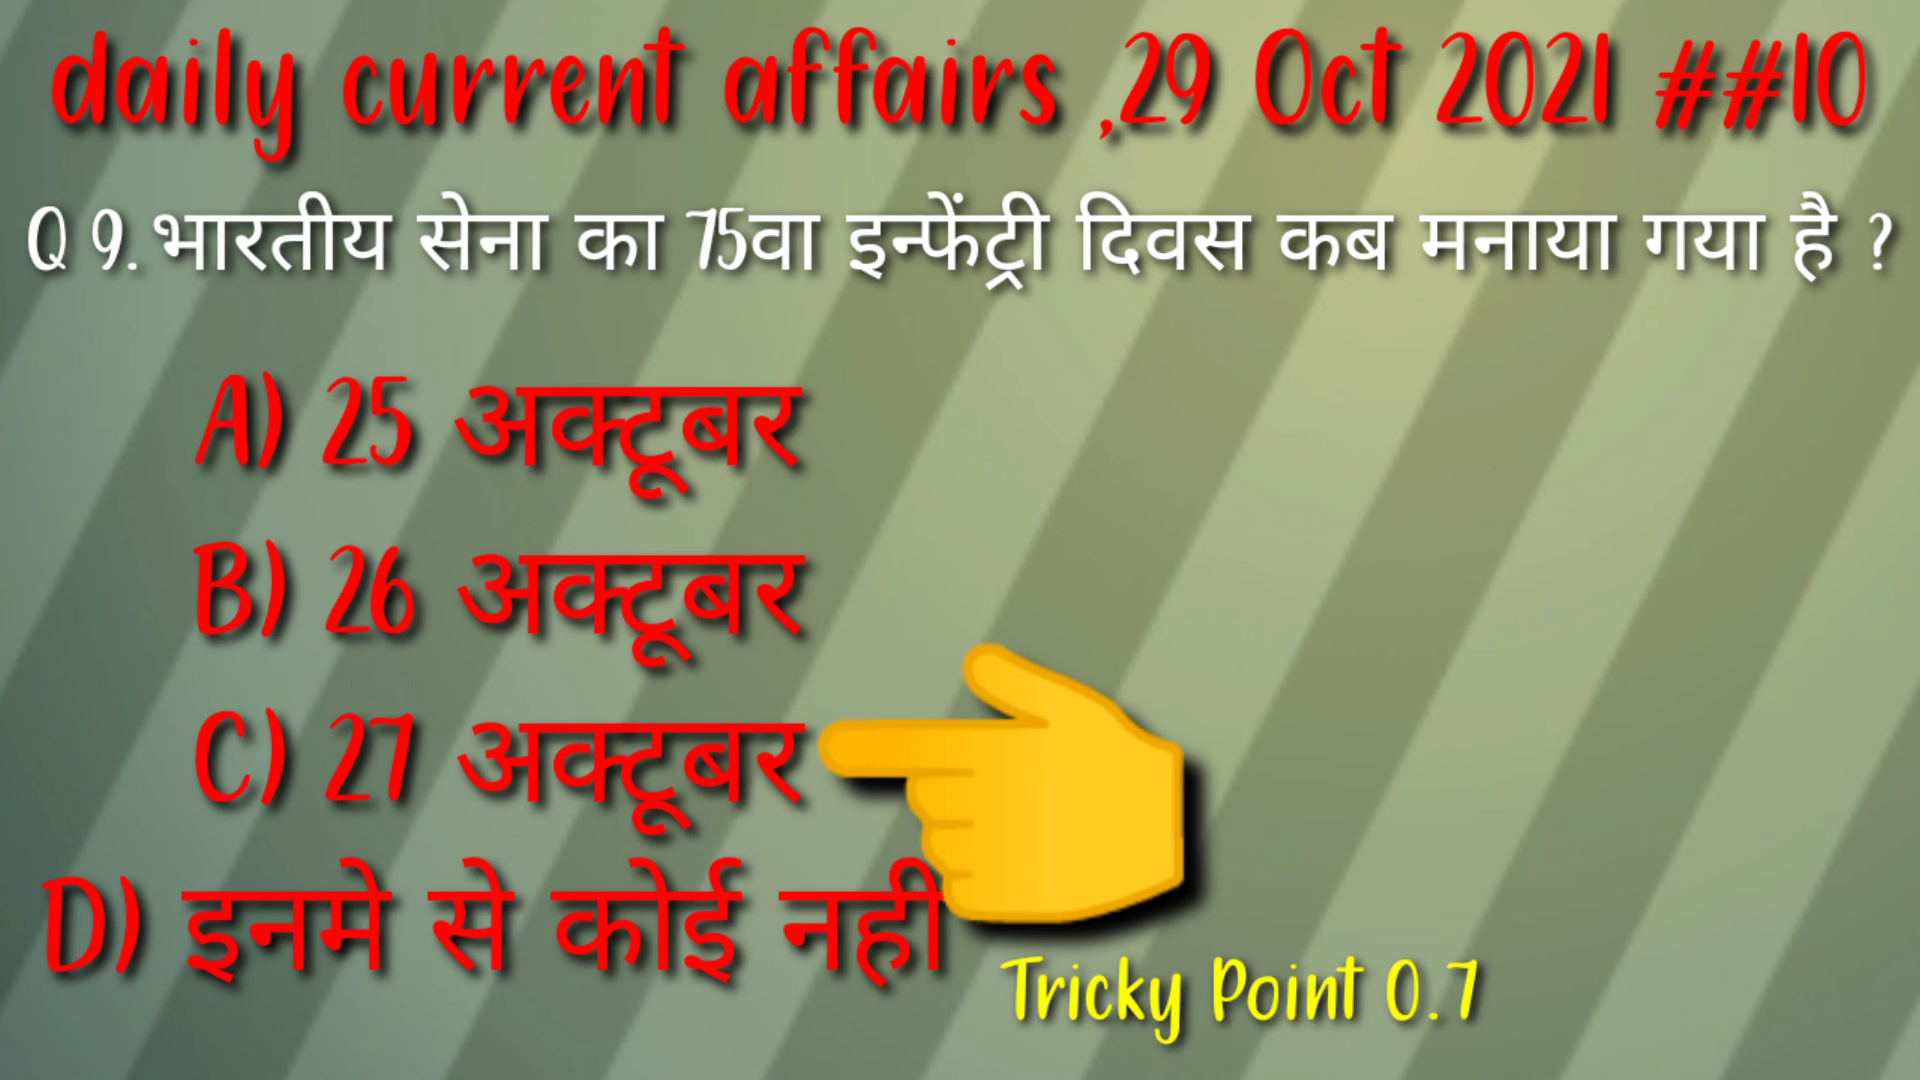 daily current affairs ,29 Oct 2021 ##10
Q 9. भारतीय सेना का 75वा इन्फेंट्री दिवस कब मनाया गया है ?
A) 25 अक्टूबर
B) 26 अक्टूबर
C) 27 अक्टूबर
D) इनमे से कोई नही
Tricky Point 0.7